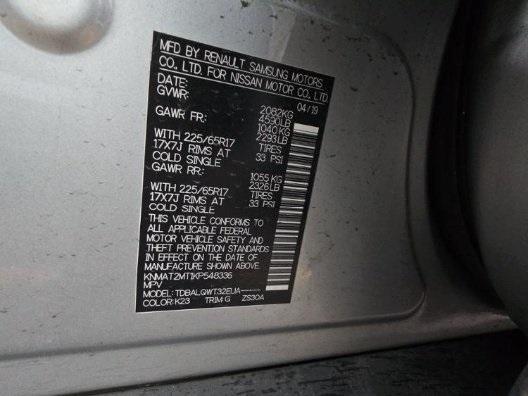 MFD BY RENAULT SAMSUNG MOTORS
CO. LTD. FOR NISSAN MOTOR CO. LTD
DATE: 04/19
GVWR: 2082KG
4590LB
GAWR FR: 1040 KG
2293LB
WITH 225/65R17 TIRES
17X7J RIMS AT 33 PSI
COLD SINGLE
GAWR RR: 1055 KG
2326LB
WITH 225/65R17 TIRES
17X7J RIMS AT 33 PSI
COLD SINGLE
THIS VEHICLE CONFORMS TO
ALL APPLICABLE FEDERAL
MOTOR VEHICLE SAFETY AND
THEFT PREVENTION STANDARDS
IN EFFECT ON THE DATE OF
MANUFACTURE SHOWN ABOVE.
KNMAT2MT1KP548336
MPV
MODEL: TDBALQWT32EUA-----
COLOR: K23 TRIM: G ZS30A